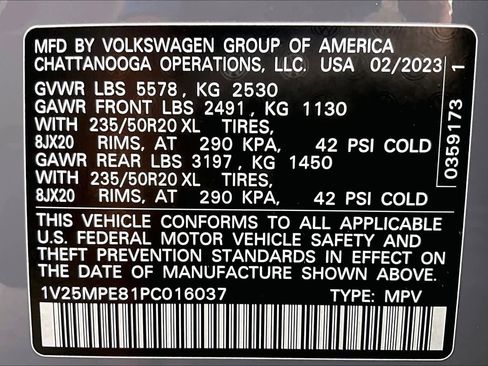 MFD BY VOLKSWAGEN GROUP OF AMERICA
CHATTANOOGA OPERATIONS, LLC. USA 02/2023
GVWR LBS 5578, KG 2530
GAWR FRONT LBS 2491, KG 1130
WITH 235/50R20 XL TIRES,
8JX20 RIMS, AT 290 KPA, 42 PSI COLD
GAWR REAR LBS 3197, KG 1450
WITH 235/50R20 XL TIRES,
8JX20 RIMS, AT 290 KPA, 42 PSI COLD
THIS VEHICLE CONFORMS TO ALL APPLICABLE
U.S. FEDERAL MOTOR VEHICLE SAFETY AND
THEFT PREVENTION STANDARDS IN EFFECT ON
THE DATE OF MANUFACTURE SHOWN ABOVE.
1V25MPE81PC016037 TYPE: MPV
0359173 1